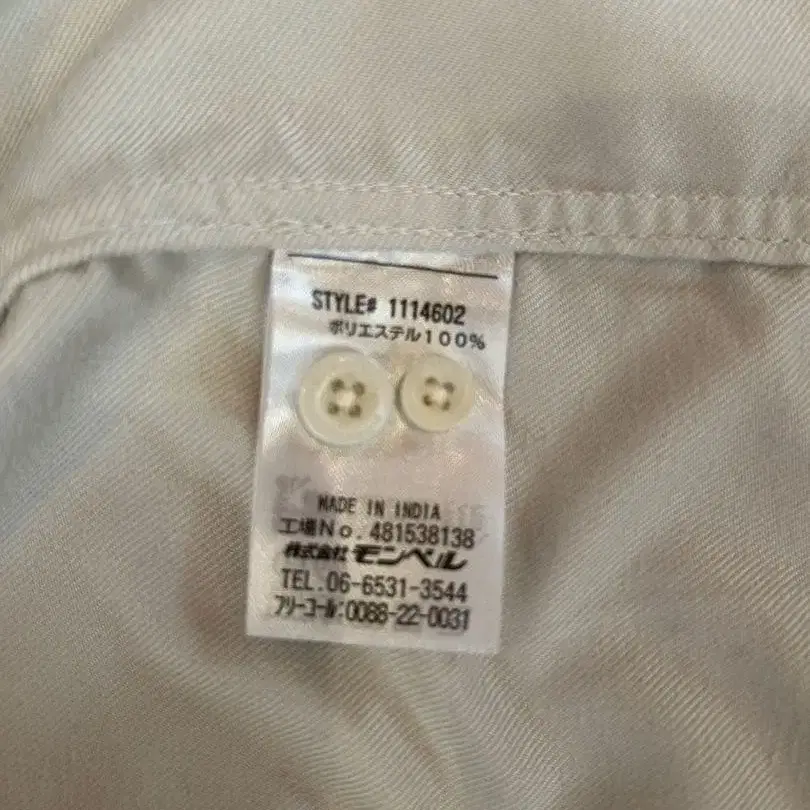 STYLE# 1114602
ポリエステル100%
MADE IN INDIA
工場No.481538138
株式会社 モンベル
TEL.06-6531-3544
フリーコール:0088-22-0031